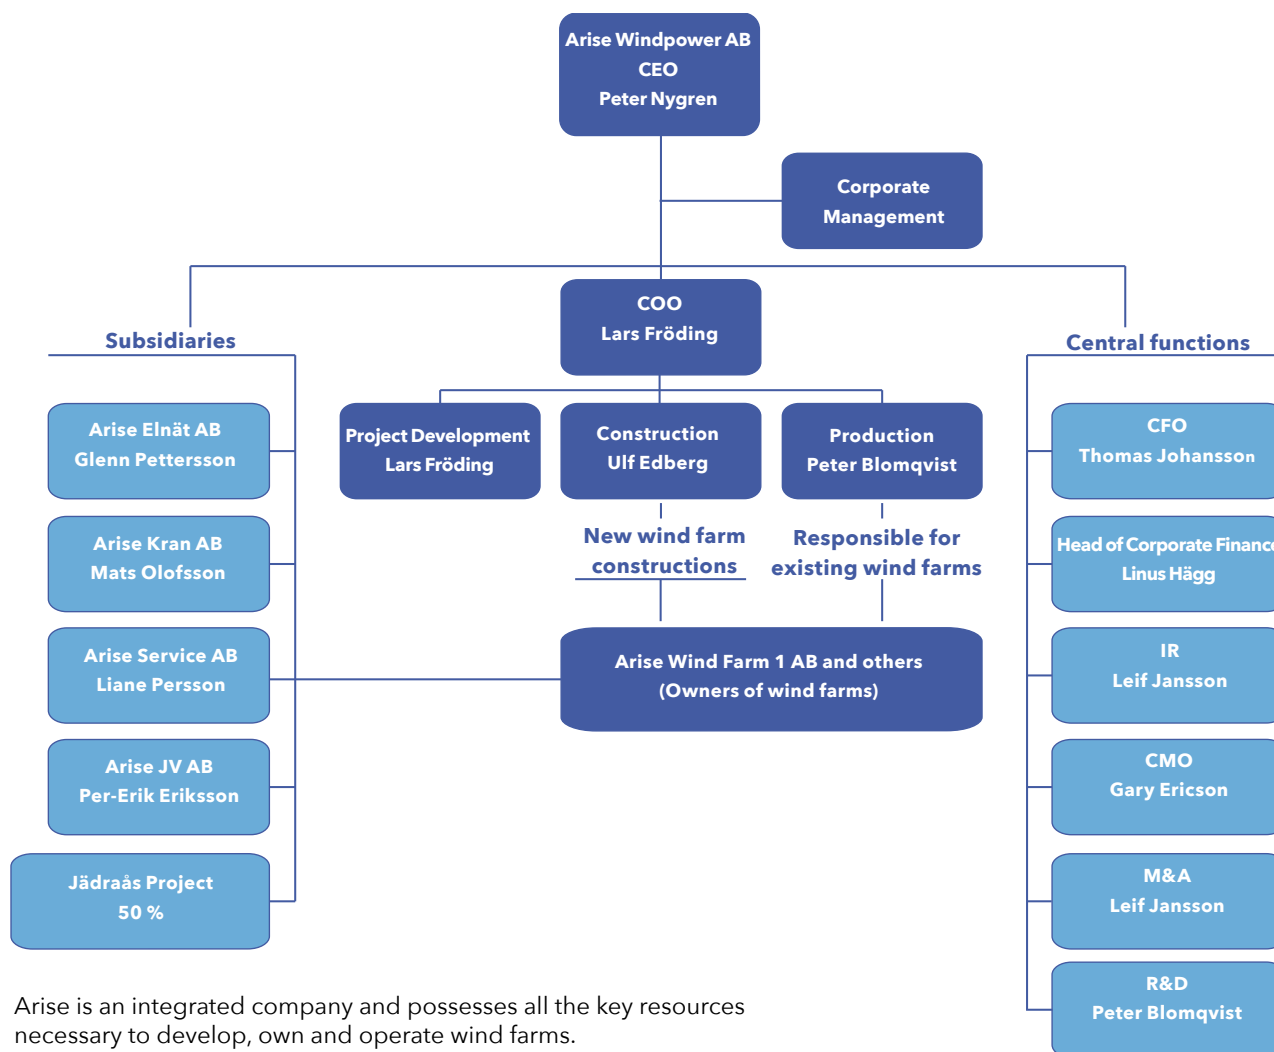 Arise Windpower AB
CEO
Peter Nygren
Corporate
Management
COO
Lars Fröding
Subsidiaries
Central functions
Arise Elnät AB
Glenn Pettersson
Project Development
Lars Fröding
Construction
Ulf Edberg
Production
Peter Blomqvist
CFO
Thomas Johansson
Arise Kran AB
Mats Olofsson
New wind farm
constructions
Responsible for
existing wind farms
Head of Corporate Finance
Linus Hägg
Arise Service AB
Liane Persson
Arise Wind Farm 1 AB and others
(Owners of wind farms)
IR
Leif Jansson
Arise JV AB
Per-Erik Eriksson
CMO
Gary Ericson
Jädraås Project
50 %
M&A
Leif Jansson
R&D
Peter Blomqvist
Arise is an integrated company and possesses all the key resources
necessary to develop, own and operate wind farms.